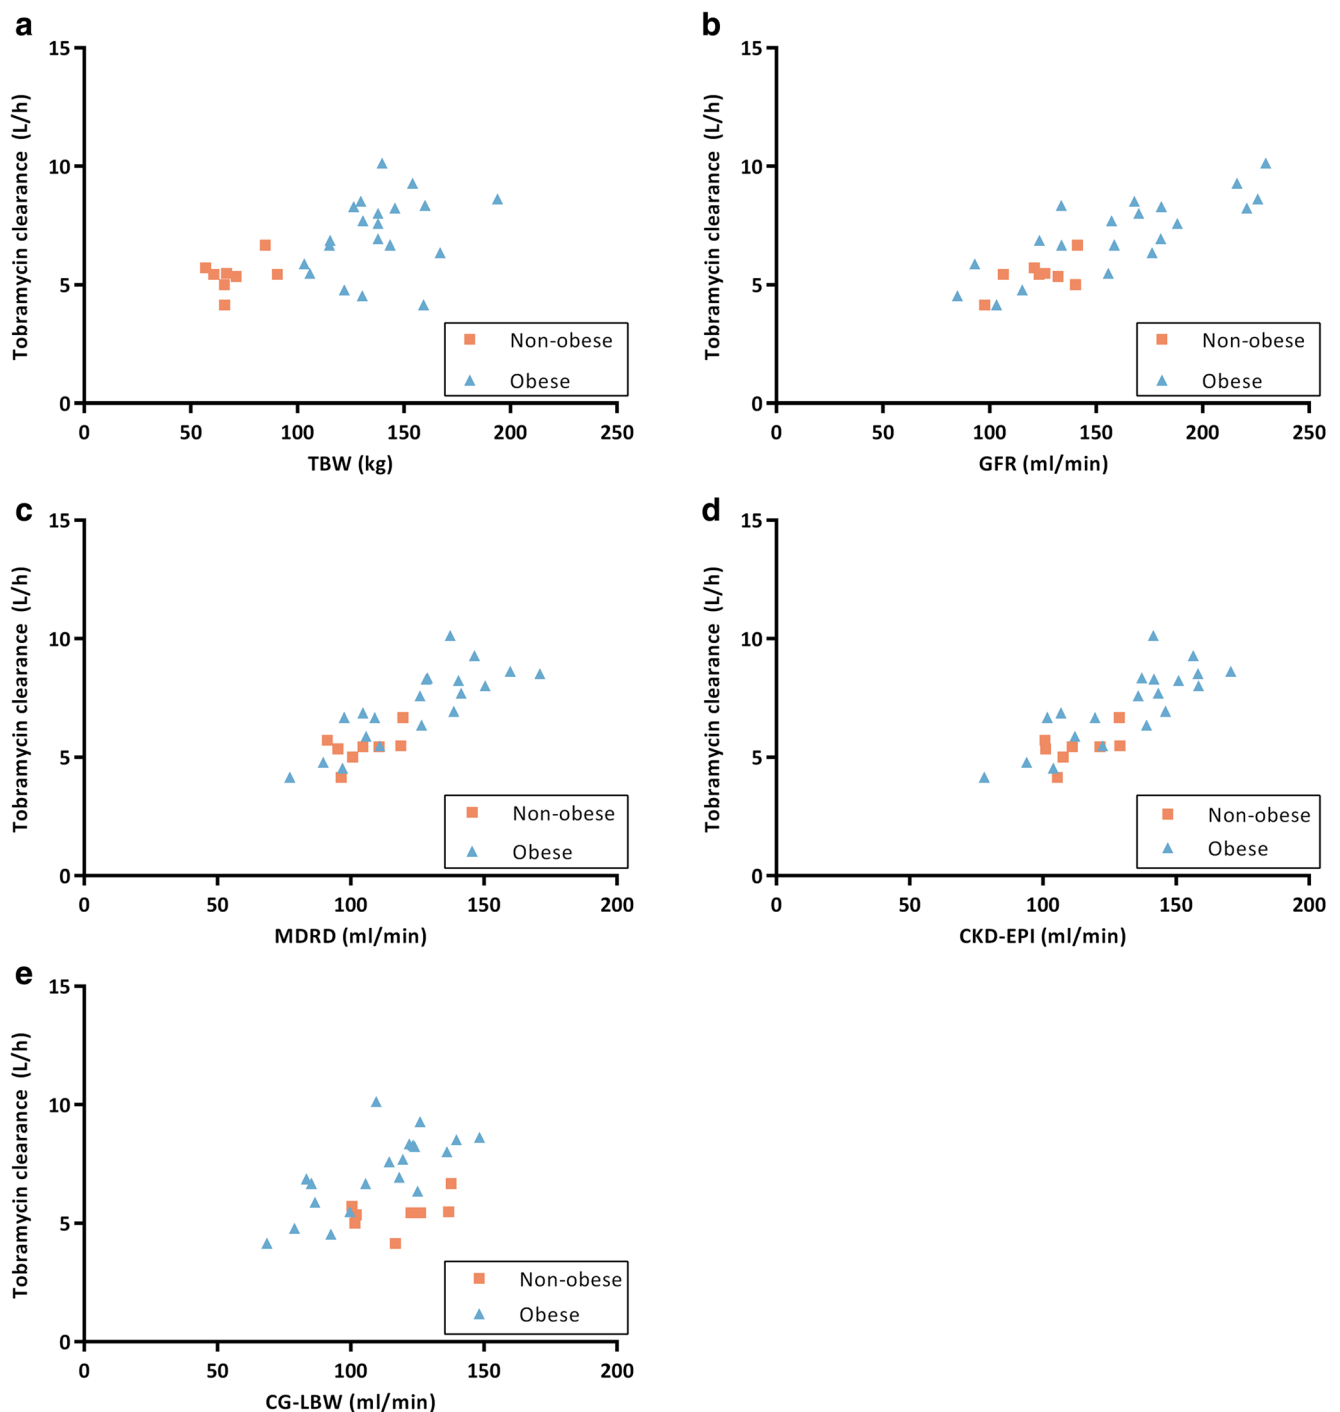 a
15
10
5
0
Tobramycin clearance (L/h)
Non-obese
Obese
0 50 100 150 200 250
TBW (kg)
b
15
10
5
0
Tobramycin clearance (L/h)
Non-obese
Obese
0 50 100 150 200 250
GFR (ml/min)
c
15
10
5
0
Tobramycin clearance (L/h)
Non-obese
Obese
0 50 100 150 200
MDRD (ml/min)
d
15
10
5
0
Tobramycin clearance (L/h)
Non-obese
Obese
0 50 100 150 200
CKD-EPI (ml/min)
e
15
10
5
0
Tobramycin clearance (L/h)
Non-obese
Obese
0 50 100 150 200
CG-LBW (ml/min)